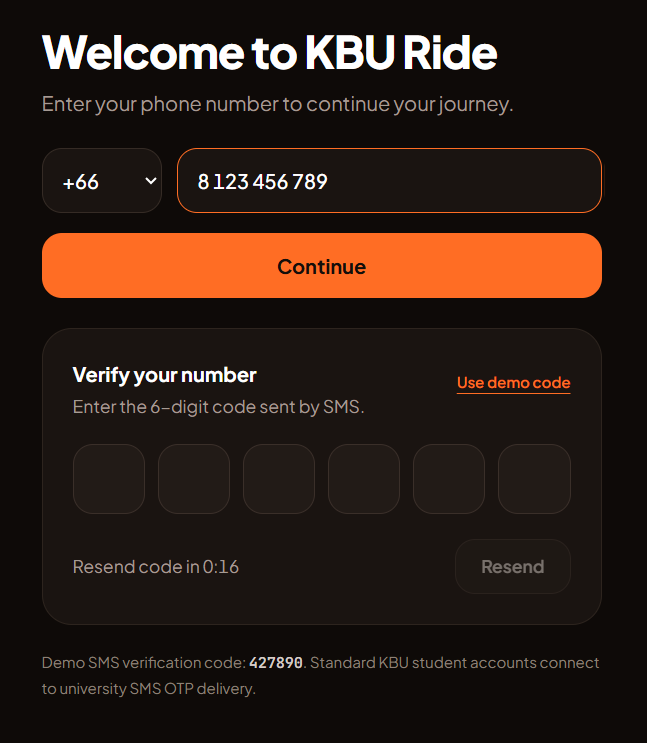 Welcome to KBU Ride
Enter your phone number to continue your journey.
+66
8 123 456 789
Continue
Verify your number
Use demo code
Enter the 6-digit code sent by SMS.
Resend code in 0:16
Resend
Demo SMS verification code: 427890. Standard KBU student accounts connect
to university SMS OTP delivery.